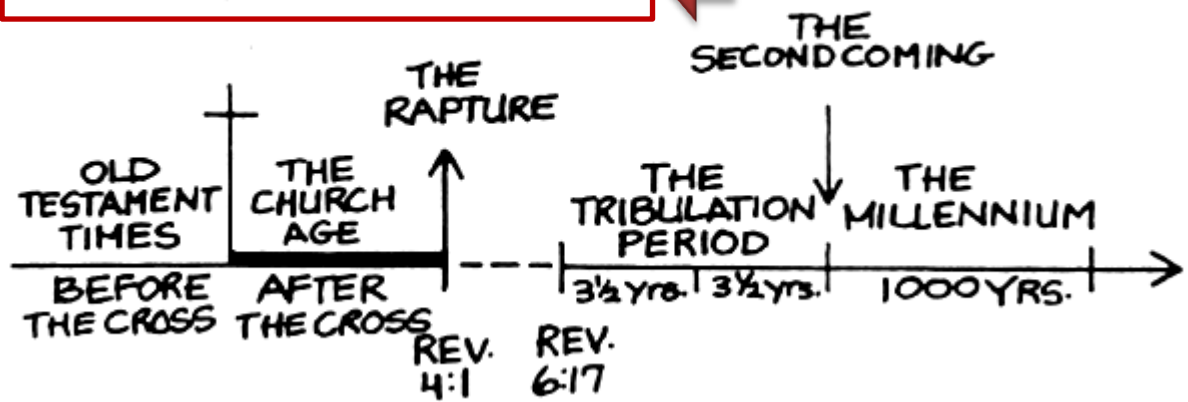 THE
SECOND COMING
THE
RAPTURE
OLD
TESTAMENT
TIMES
THE
CHURCH
AGE
THE
TRIBULATION
PERIOD
THE
MILLENNIUM
BEFORE
THE CROSS
AFTER
THE CROSS
3½ yrs.
3½ yrs.
1000 YRS.
REV.
4:1
REV.
6:17